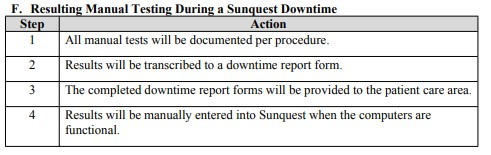 F. Resulting Manual Testing During a Sunquest Downtime
Step Action
1 All manual tests will be documented per procedure.
2 Results will be transcribed to a downtime report form.
3 The completed downtime report forms will be provided to the patient care area.
4 Results will be manually entered into Sunquest when the computers are
functional.